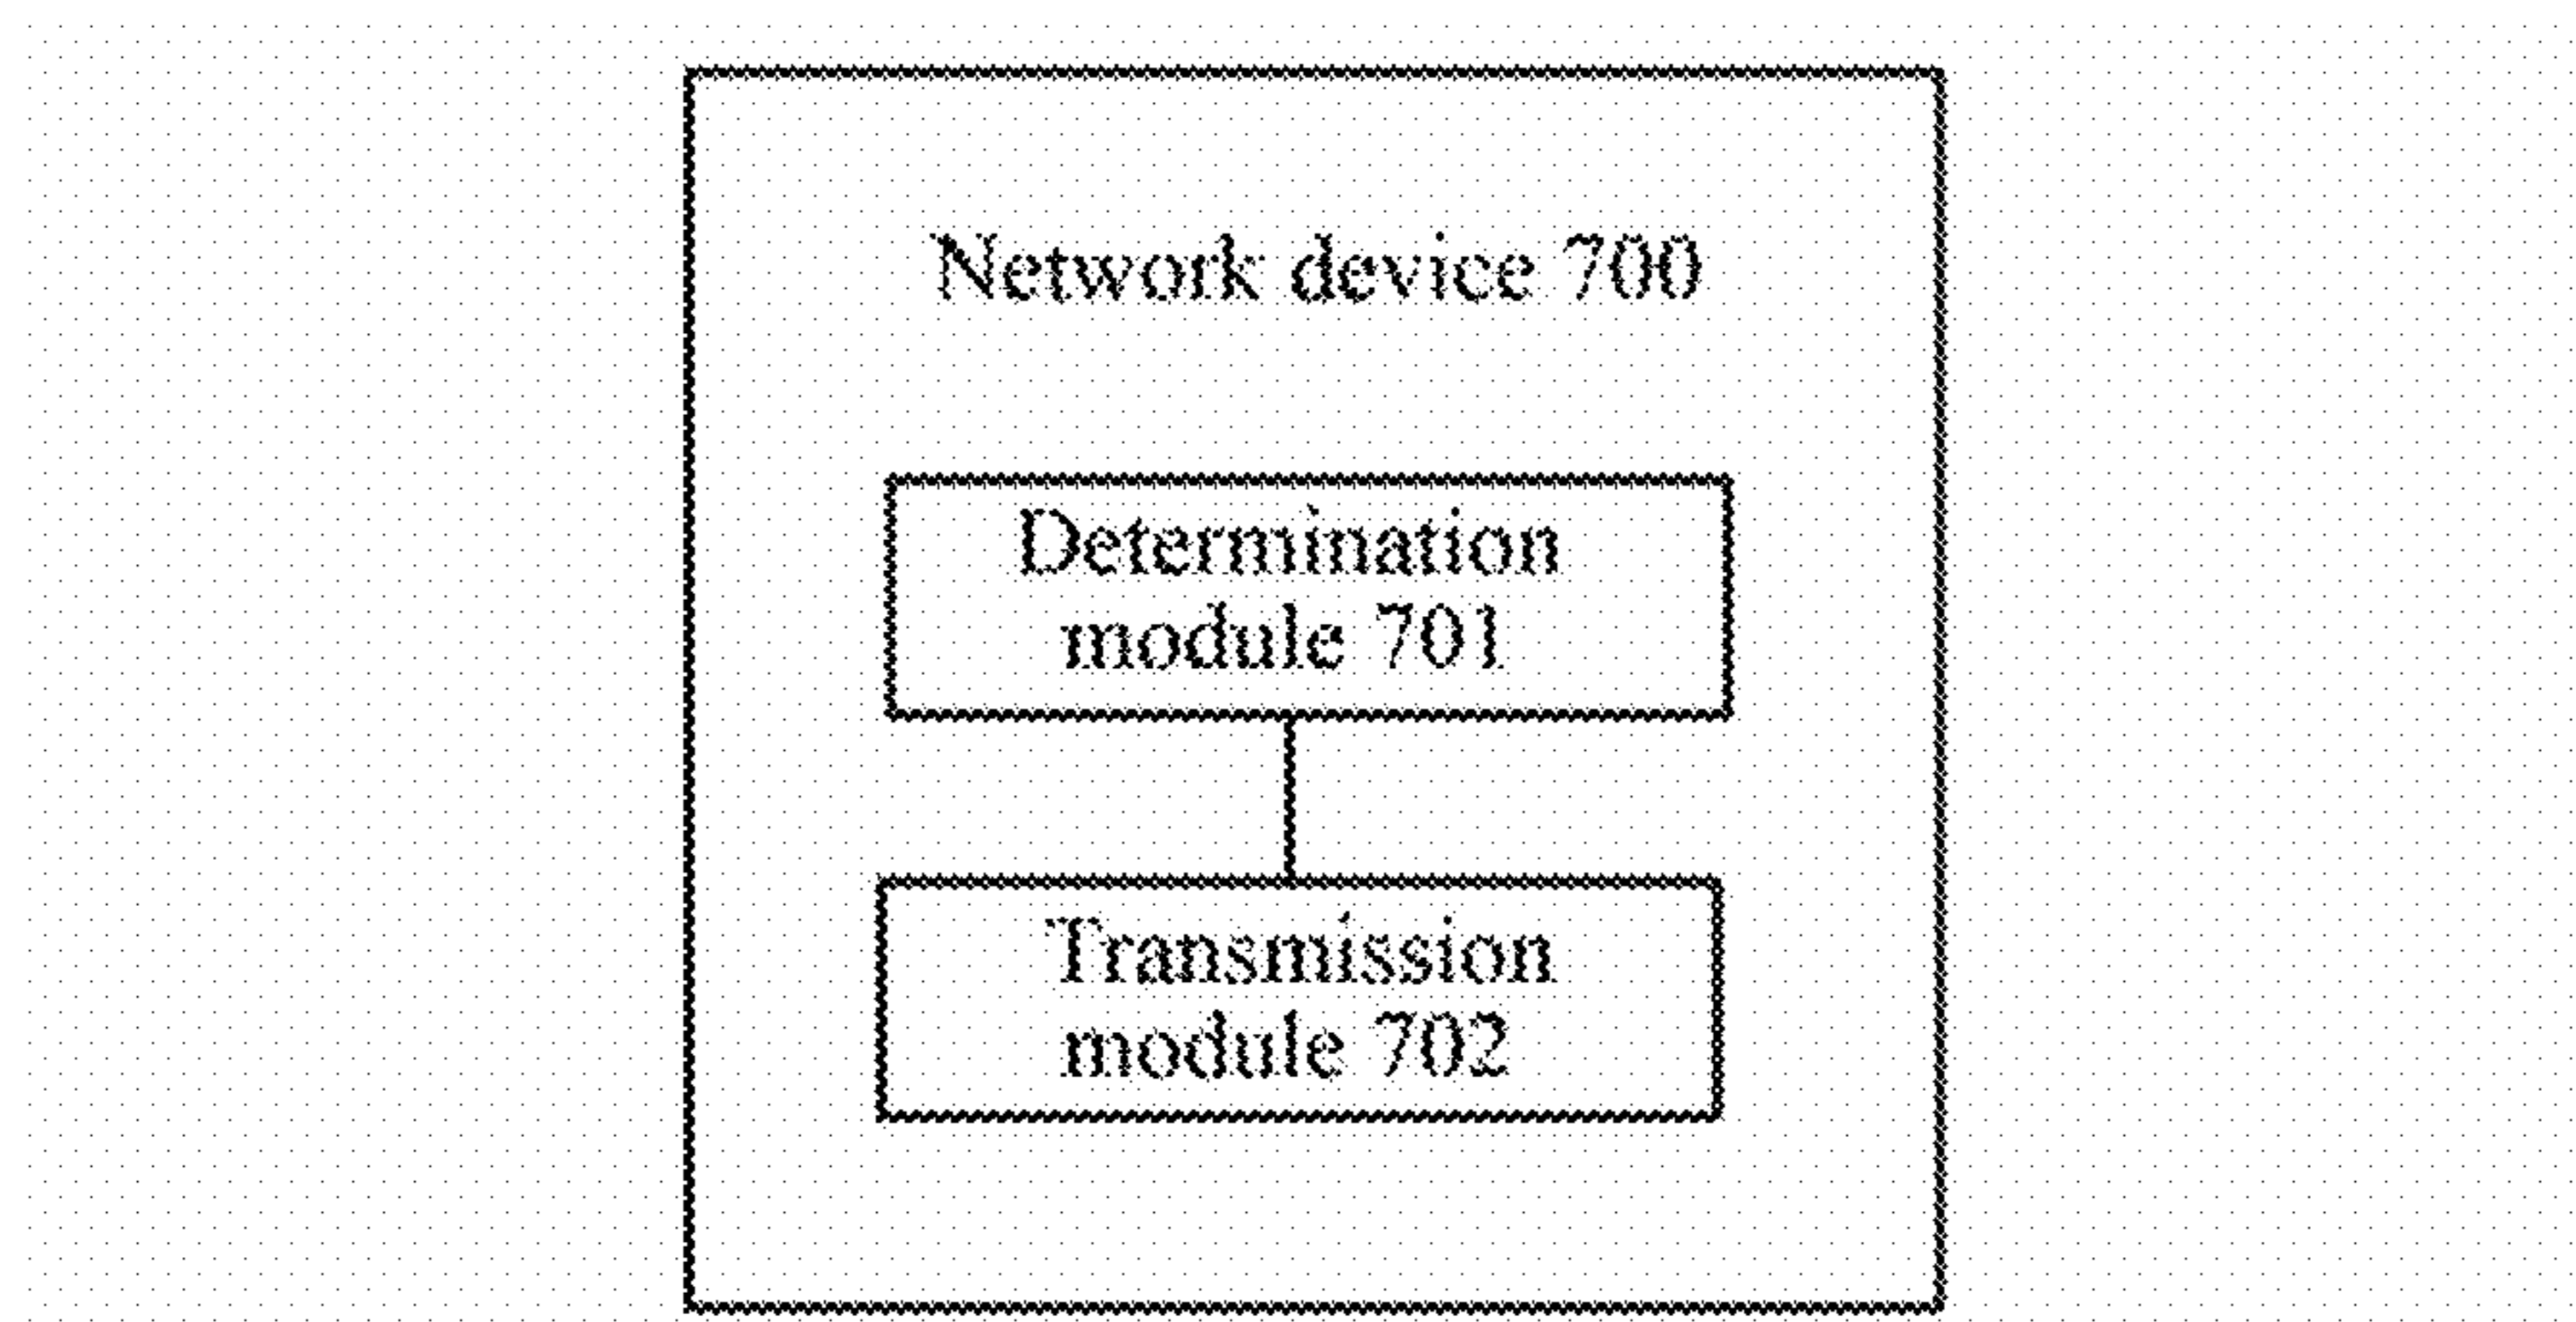 Network device 700
Determination
module 701
Transmission
module 702